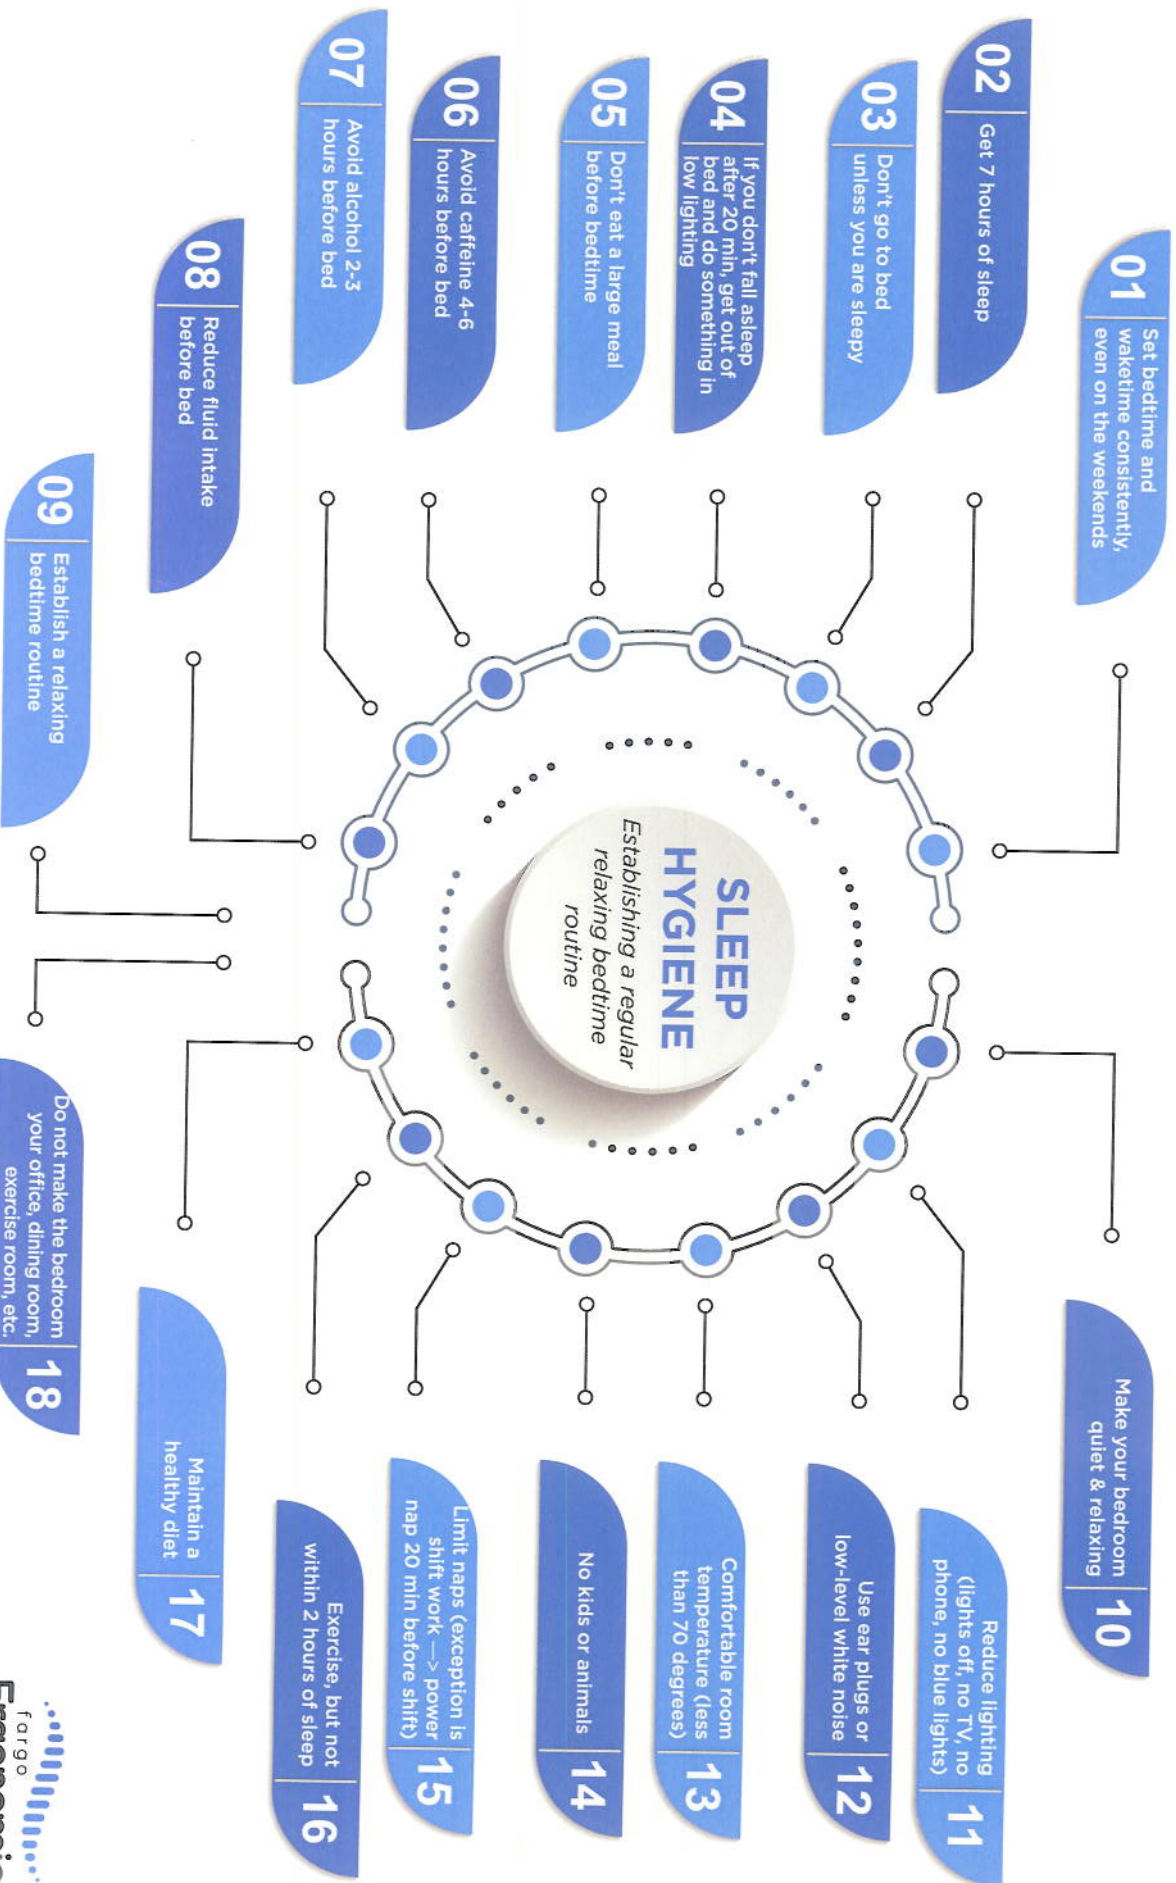 SLEEP
HYGIENE
Establishing a regular
relaxing bedtime
routine
01
Set bedtime and
waketime consistently,
even on the weekends
02
Get 7 hours of sleep
03
Don't go to bed
unless you are sleepy
04
If you don't fall asleep
after 20 min, get out of
bed and do something in
low lighting
05
Don't eat a large meal
before bedtime
06
Avoid caffeine 4-6
hours before bed
07
Avoid alcohol 2-3
hours before bed
08
Reduce fluid intake
before bed
09
Establish a relaxing
bedtime routine
Make your bedroom
quiet & relaxing
10
Reduce lighting
(lights off, no TV, no
phone, no blue lights)
11
Use ear plugs or
low-level white noise
12
Comfortable room
temperature (less
than 70 degrees)
13
No kids or animals
14
Limit naps (exception is
shift work —> power
nap 20 min before shift)
15
Exercise, but not
within 2 hours of sleep
16
Maintain a
healthy diet
17
Do not make the bedroom
your office, dining room,
exercise room, etc.
18
fargo